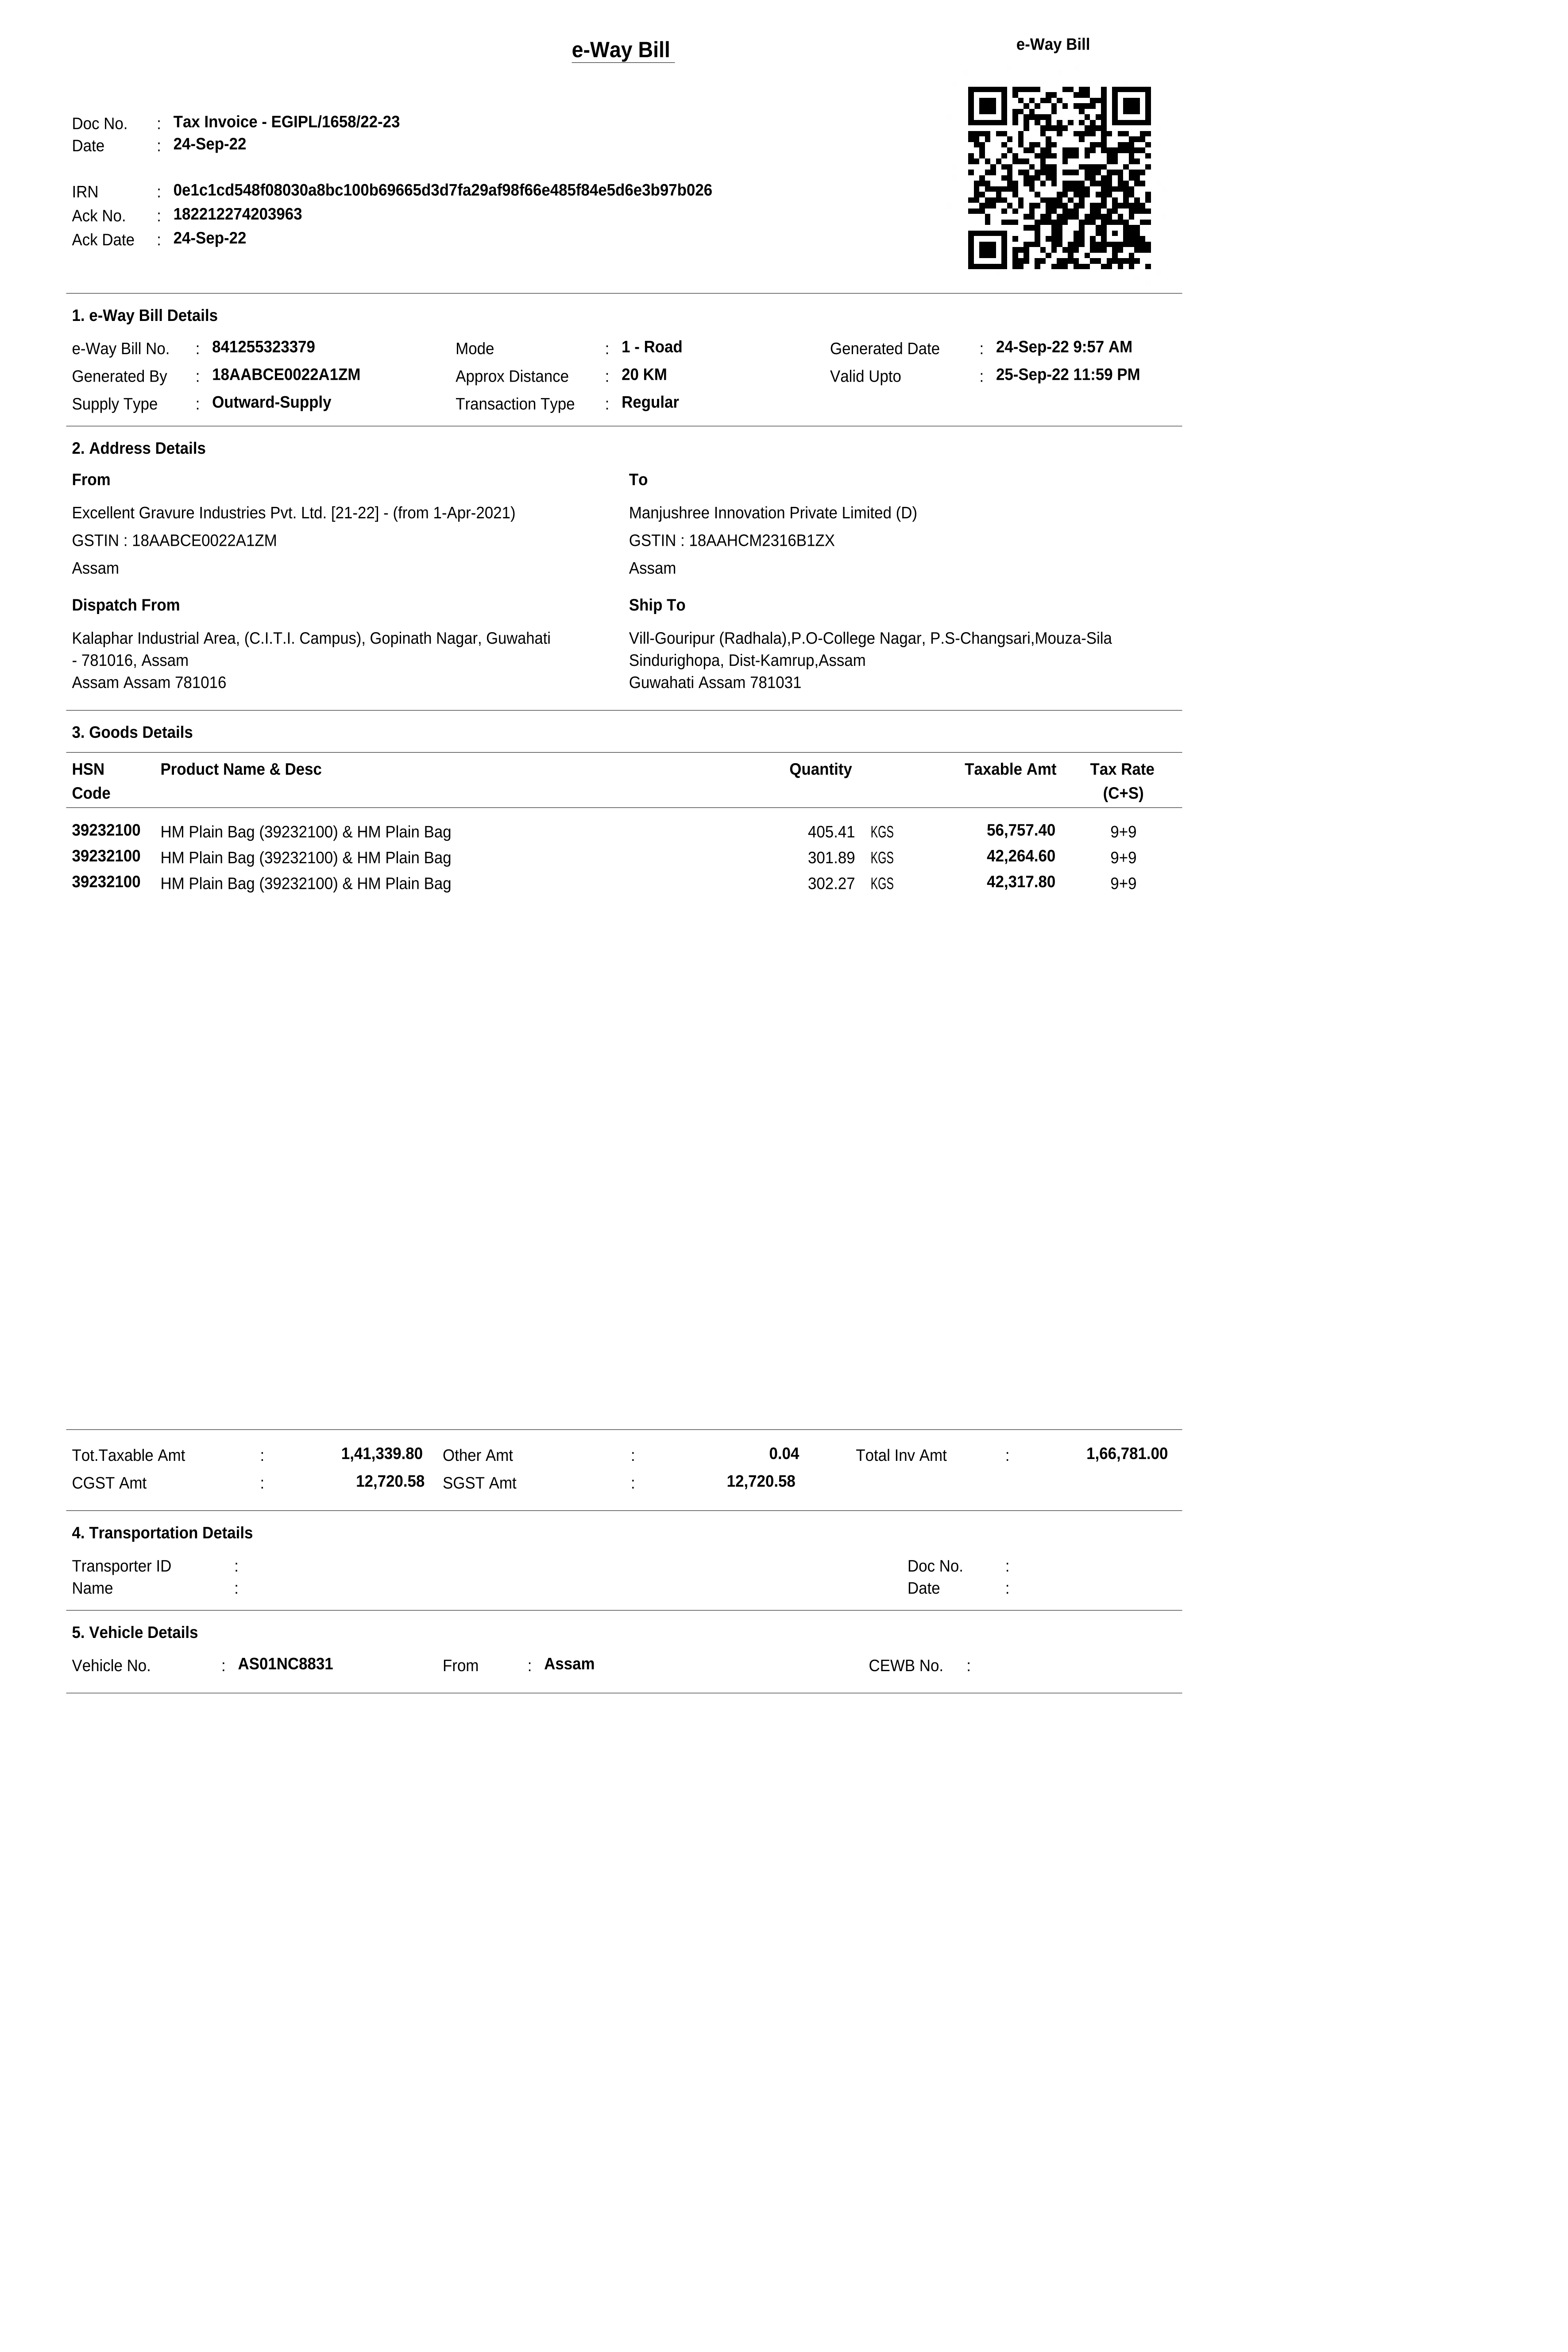 e-Way Bill
e-Way Bill
Doc No. : Tax Invoice - EGIPL/1658/22-23
Date : 24-Sep-22
IRN : 0e1c1cd548f08030a8bc100b69665d3d7fa29af98f66e485f84e5d6e3b97b026
Ack No. : 182212274203963
Ack Date : 24-Sep-22
1. e-Way Bill Details
e-Way Bill No. : 841255323379 Mode : 1 - Road Generated Date : 24-Sep-22 9:57 AM
Generated By : 18AABCE0022A1ZM Approx Distance : 20 KM Valid Upto : 25-Sep-22 11:59 PM
Supply Type : Outward-Supply Transaction Type : Regular
2. Address Details
From To
Excellent Gravure Industries Pvt. Ltd. [21-22] - (from 1-Apr-2021) Manjushree Innovation Private Limited (D)
GSTIN : 18AABCE0022A1ZM GSTIN : 18AAHCM2316B1ZX
Assam Assam
Dispatch From Ship To
Kalaphar Industrial Area, (C.I.T.I. Campus), Gopinath Nagar, Guwahati Vill-Gouripur (Radhala),P.O-College Nagar, P.S-Changsari,Mouza-Sila
- 781016, Assam Sindurighopa, Dist-Kamrup,Assam
Assam Assam 781016 Guwahati Assam 781031
3. Goods Details
HSN Product Name & Desc Quantity Taxable Amt Tax Rate
Code (C+S)
39232100 HM Plain Bag (39232100) & HM Plain Bag 405.41 KGS 56,757.40 9+9
39232100 HM Plain Bag (39232100) & HM Plain Bag 301.89 KGS 42,264.60 9+9
39232100 HM Plain Bag (39232100) & HM Plain Bag 302.27 KGS 42,317.80 9+9
Tot.Taxable Amt : 1,41,339.80 Other Amt : 0.04 Total Inv Amt : 1,66,781.00
CGST Amt : 12,720.58 SGST Amt : 12,720.58
4. Transportation Details
Transporter ID : Doc No. :
Name : Date :
5. Vehicle Details
Vehicle No. : AS01NC8831 From : Assam CEWB No. :